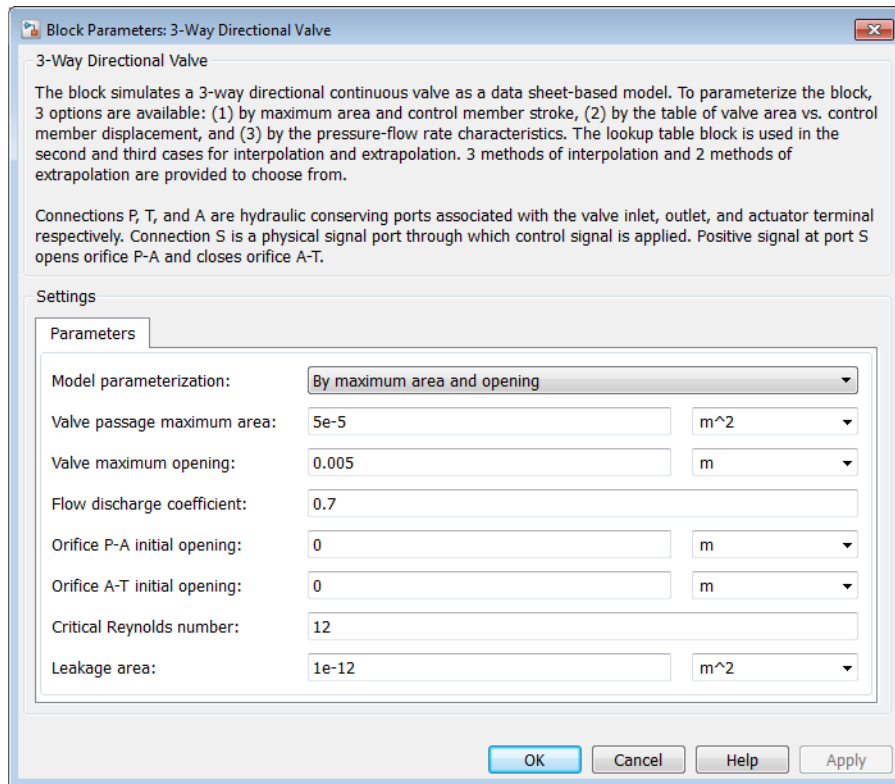 Block Parameters: 3-Way Directional Valve
3-Way Directional Valve
The block simulates a 3-way directional continuous valve as a data sheet-based model. To parameterize the block,
3 options are available: (1) by maximum area and control member stroke, (2) by the table of valve area vs. control
member displacement, and (3) by the pressure-flow rate characteristics. The lookup table block is used in the
second and third cases for interpolation and extrapolation. 3 methods of interpolation and 2 methods of
extrapolation are provided to choose from.
Connections P, T, and A are hydraulic conserving ports associated with the valve inlet, outlet, and actuator terminal
respectively. Connection S is a physical signal port through which control signal is applied. Positive signal at port S
opens orifice P-A and closes orifice A-T.
Settings
Parameters
Model parameterization: By maximum area and opening
Valve passage maximum area: 5e-5 m^2
Valve maximum opening: 0.005 m
Flow discharge coefficient: 0.7
Orifice P-A initial opening: 0 m
Orifice A-T initial opening: 0 m
Critical Reynolds number: 12
Leakage area: 1e-12 m^2
OK Cancel Help Apply